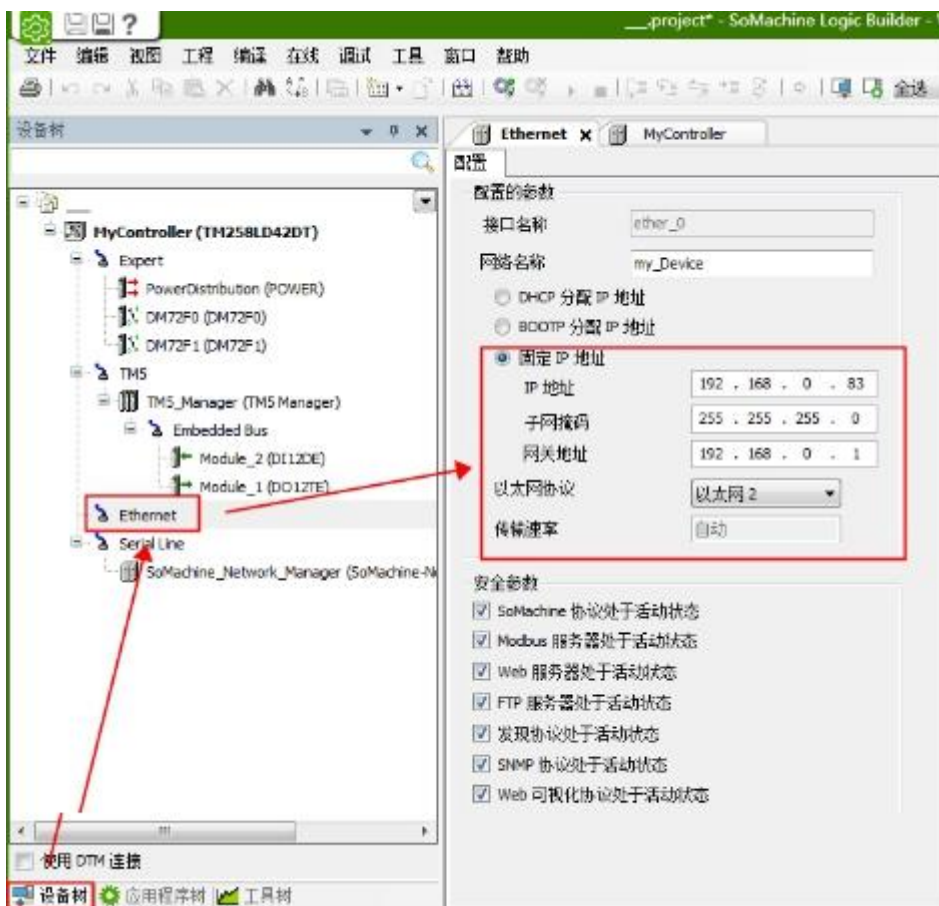 __.project* - SoMachine Logic Builder -
文件 编辑 视图 工程 编译 在线 调试 工具 窗口 帮助
全选
设备树
Ethernet
MyController
配置
__
MyController (TM258LD42DT)
Expert
PowerDistribution (POWER)
DM72F0 (DM72F0)
DM72F1 (DM72F1)
TM5
TM5_Manager (TM5 Manager)
Embedded Bus
Module_2 (DI12DE)
Module_1 (DO12TE)
Ethernet
Serial Line
SoMachine_Network_Manager (SoMachine-N
使用 DTM 连接
设备树 应用程序树 工具树
配置的参数
接口名称 ether_0
网络名称 my_Device
DHCP 分配 IP 地址
BOOTP 分配 IP 地址
固定 IP 地址
IP 地址 192 . 168 . 0 . 83
子网掩码 255 . 255 . 255 . 0
网关地址 192 . 168 . 0 . 1
以太网协议 以太网 2
传输速率 自动
安全参数
SoMachine 协议处于活动状态
Modbus 服务器处于活动状态
Web 服务器处于活动状态
FTP 服务器处于活动状态
发现协议处于活动状态
SNMP 协议处于活动状态
Web 可视化协议处于活动状态